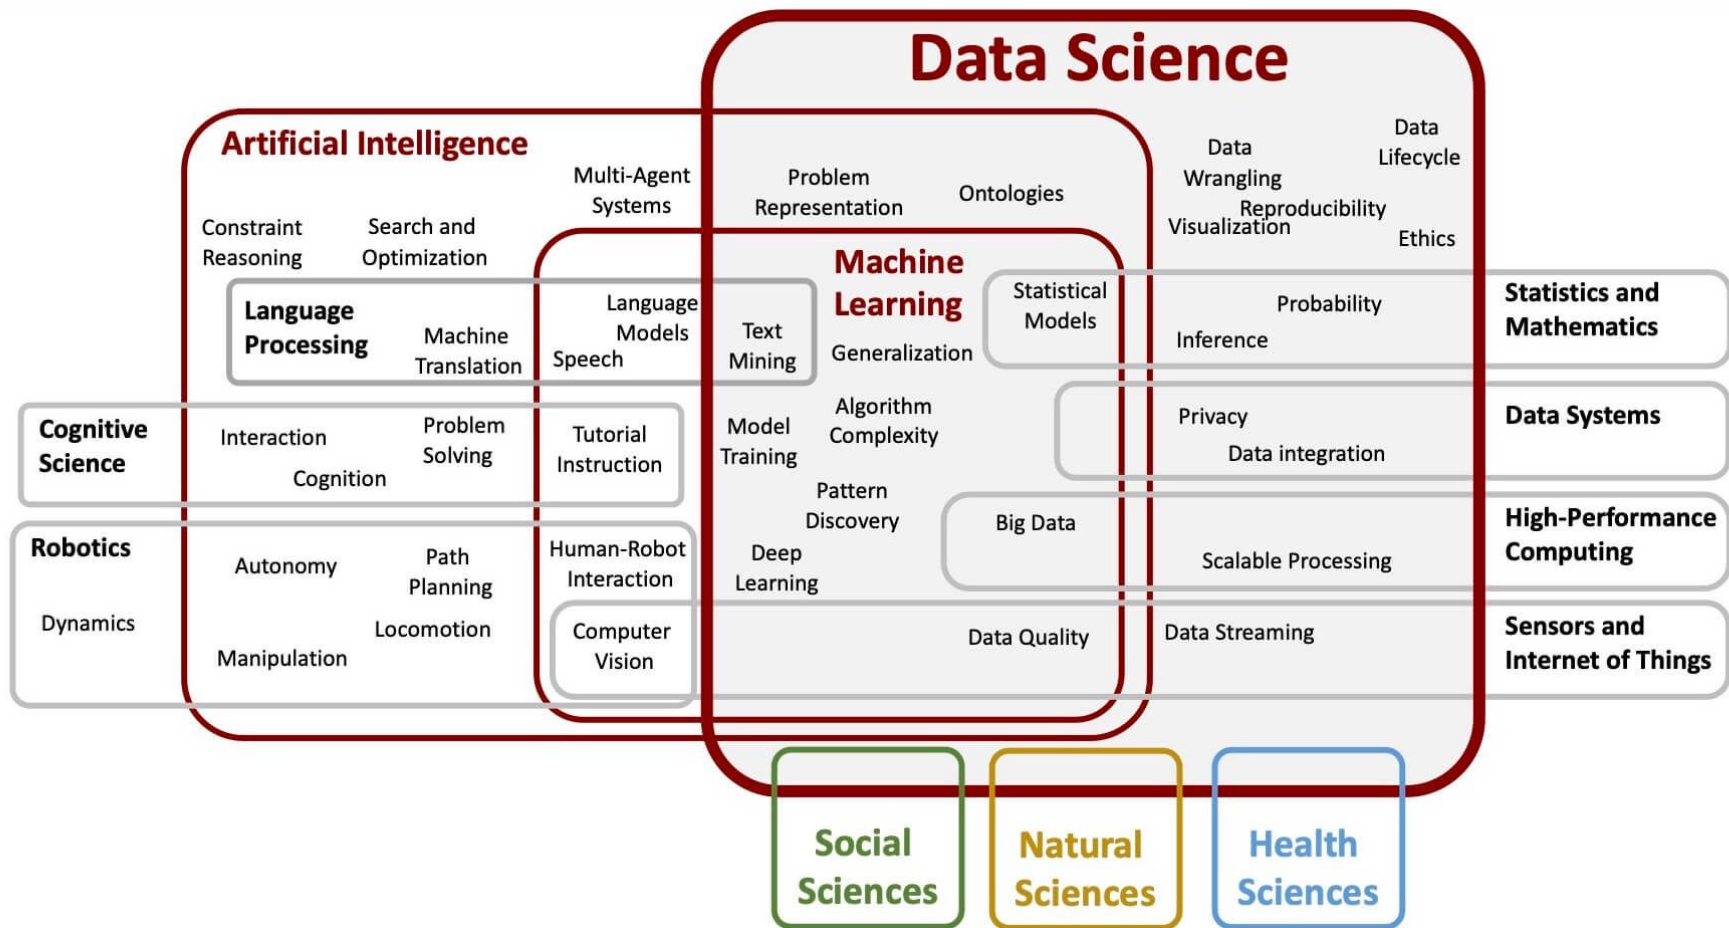 Data Science
Artificial Intelligence
Multi-Agent
Systems
Constraint
Reasoning
Search and
Optimization
Problem
Representation
Ontologies
Data
Wrangling
Data
Lifecycle
Reproducibility
Visualization
Ethics
Machine
Learning
Language
Processing
Machine
Translation
Language
Models
Speech
Text
Mining
Generalization
Statistical
Models
Probability
Inference
Statistics and
Mathematics
Cognitive
Science
Interaction
Cognition
Problem
Solving
Tutorial
Instruction
Model
Training
Algorithm
Complexity
Privacy
Data integration
Data Systems
Pattern
Discovery
Big Data
Scalable Processing
High-Performance
Computing
Robotics
Autonomy
Path
Planning
Human-Robot
Interaction
Deep
Learning
Dynamics
Locomotion
Manipulation
Computer
Vision
Data Quality
Data Streaming
Sensors and
Internet of Things
Social
Sciences
Natural
Sciences
Health
Sciences